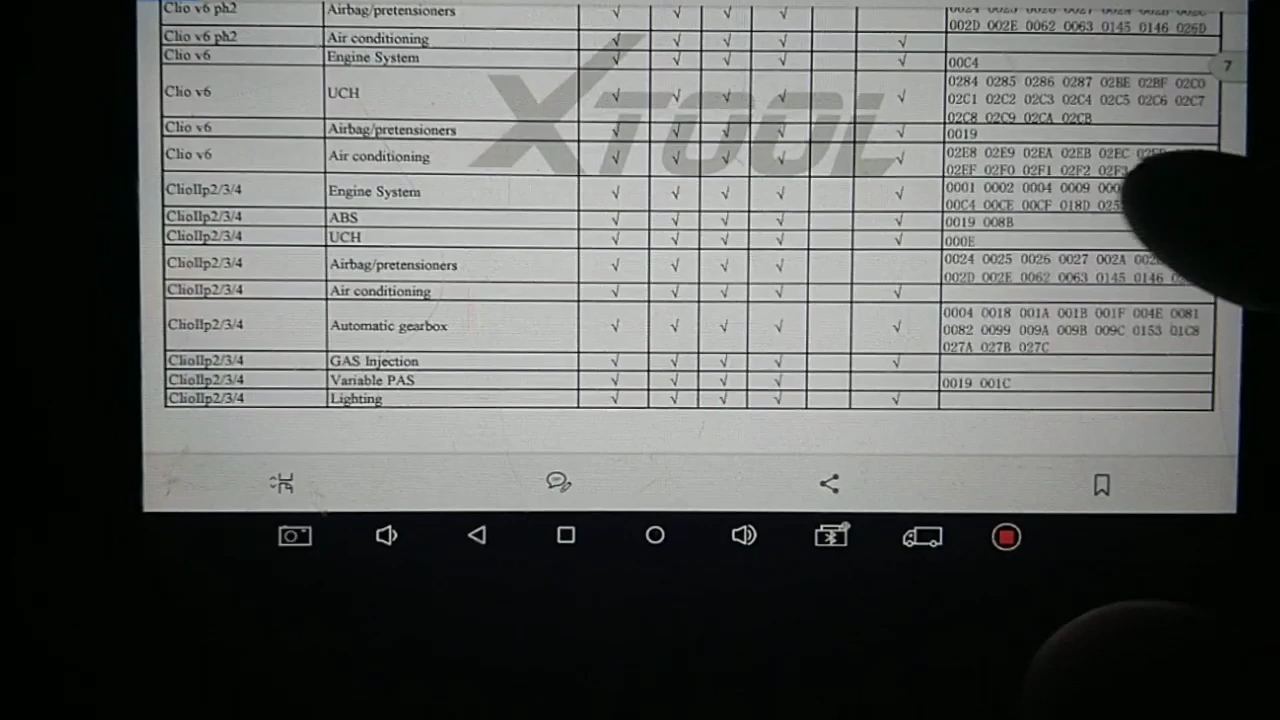 Clio v6 ph2 Airbag/pretensioners √ √ √ √
002D 002E 0062 0063 0145 0146 026D
Clio v6 ph2 Air conditioning √ √ √ √ √
Clio v6 Engine System √ √ √ √ √ 00C4
7
0284 0285 0286 0287 02BE 02BF 02C0
Clio v6 UCH √ √ √ √ √ 02C1 02C2 02C3 02C4 02C5 02C6 02C7
02C8 02C9 02CA 02CB
XTOOL
Clio v6 Airbag/pretensioners √ √ √ √ √ 0019
Clio v6 Air conditioning √ √ √ √ √ 02E8 02E9 02EA 02EB 02EC
02EF 02F0 02F1 02F2
ClioIIp2/3/4 Engine System √ √ √ √ √ 0001 0002 0004 0009
00C4 00CE 00CF 018D
ClioIIp2/3/4 ABS √ √ √ √ √ 0019 008B
ClioIIp2/3/4 UCH √ √ √ √ √ 000E
ClioIIp2/3/4 Airbag/pretensioners √ √ √ √ 0024 0025 0026 0027 002A
002D 002E 0062 0063 0145 0146
ClioIIp2/3/4 Air conditioning √ √ √ √ √
0004 0018 001A 001B 001F 004E 0081
ClioIIp2/3/4 Automatic gearbox √ √ √ √ √ 0082 0099 009A 009B 009C 0153 01C8
027A 027B 027C
ClioIIp2/3/4 GAS Injection √ √ √ √ √
ClioIIp2/3/4 Variable PAS √ √ √ √ 0019 001C
ClioIIp2/3/4 Lighting √ √ √ √ √